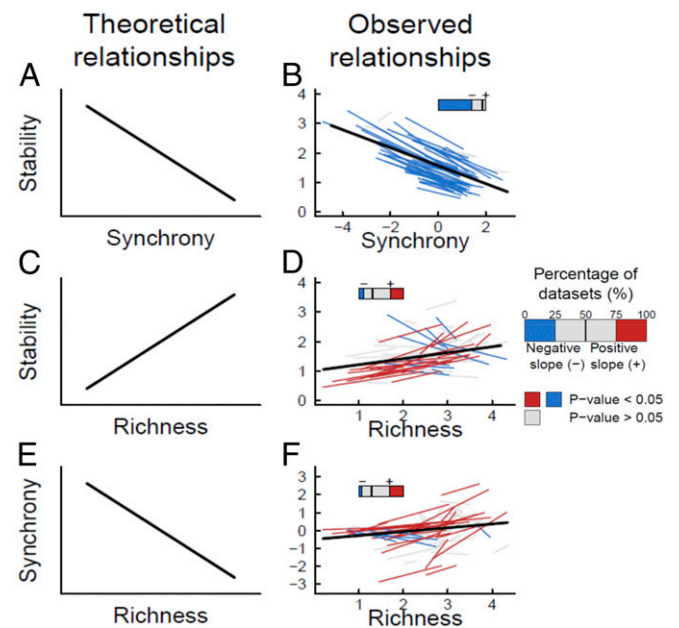 Theoretical
relationships
Observed
relationships
A
Stability
Synchrony
B
− +
4
3
2
1
0
−4 −2 0 2
Synchrony
C
Stability
Richness
D
− +
4
3
2
1
0
1 2 3 4
Richness
Percentage of
datasets (%)
0 25 50 75 100
Negative Positive
slope (−) slope (+)
P−value < 0.05
P−value > 0.05
E
Synchrony
Richness
F
− +
3
2
1
0
−1
−2
−3
1 2 3 4
Richness